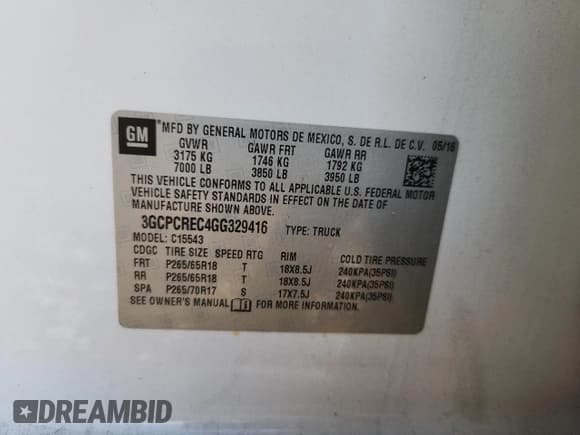 GM
MFD BY GENERAL MOTORS DE MEXICO, S. DE R.L. DE C.V. 05/16
GVWR GAWR FRT GAWR RR
3175 KG 1746 KG 1792 KG
7000 LB 3850 LB 3950 LB
THIS VEHICLE CONFORMS TO ALL APPLICABLE U.S. FEDERAL MOTOR
VEHICLE SAFETY STANDARDS IN EFFECT ON THE DATE OF
MANUFACTURE SHOWN ABOVE.
3GCPCREC4GG329416 TYPE: TRUCK
MODEL: C15543
CDGC TIRE SIZE SPEED RTG RIM COLD TIRE PRESSURE
FRT P265/65R18 T 18X8.5J 240KPA(35PSI)
RR P265/65R18 T 18X8.5J 240KPA(35PSI)
SPA P265/70R17 S 17X7.5J 240KPA(35PSI)
SEE OWNER'S MANUAL FOR MORE INFORMATION.
DREAMBID